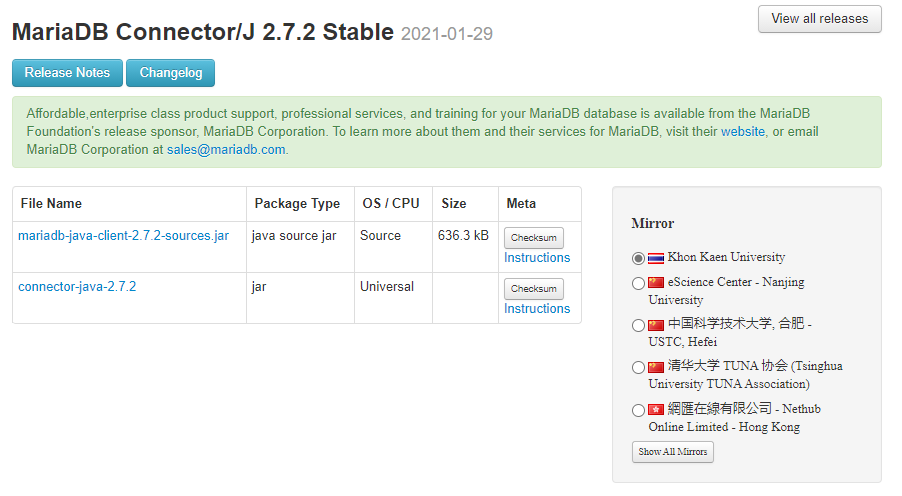 MariaDB Connector/J 2.7.2 Stable 2021-01-29
View all releases
Release Notes Changelog
Affordable,enterprise class product support, professional services, and training for your MariaDB database is available from the MariaDB
Foundation's release sponsor, MariaDB Corporation. To learn more about them and their services for MariaDB, visit their website, or email
MariaDB Corporation at sales@mariadb.com.
File Name Package Type OS / CPU Size Meta
mariadb-java-client-2.7.2-sources.jar java source jar Source 636.3 kB Checksum
Instructions
connector-java-2.7.2 jar Universal Checksum
Instructions
Mirror
Khon Kaen University
eScience Center - Nanjing
University
中国科学技术大学, 合肥 -
USTC, Hefei
清华大学 TUNA 协会 (Tsinghua
University TUNA Association)
網匯在線有限公司 - Nethub
Online Limited - Hong Kong
Show All Mirrors